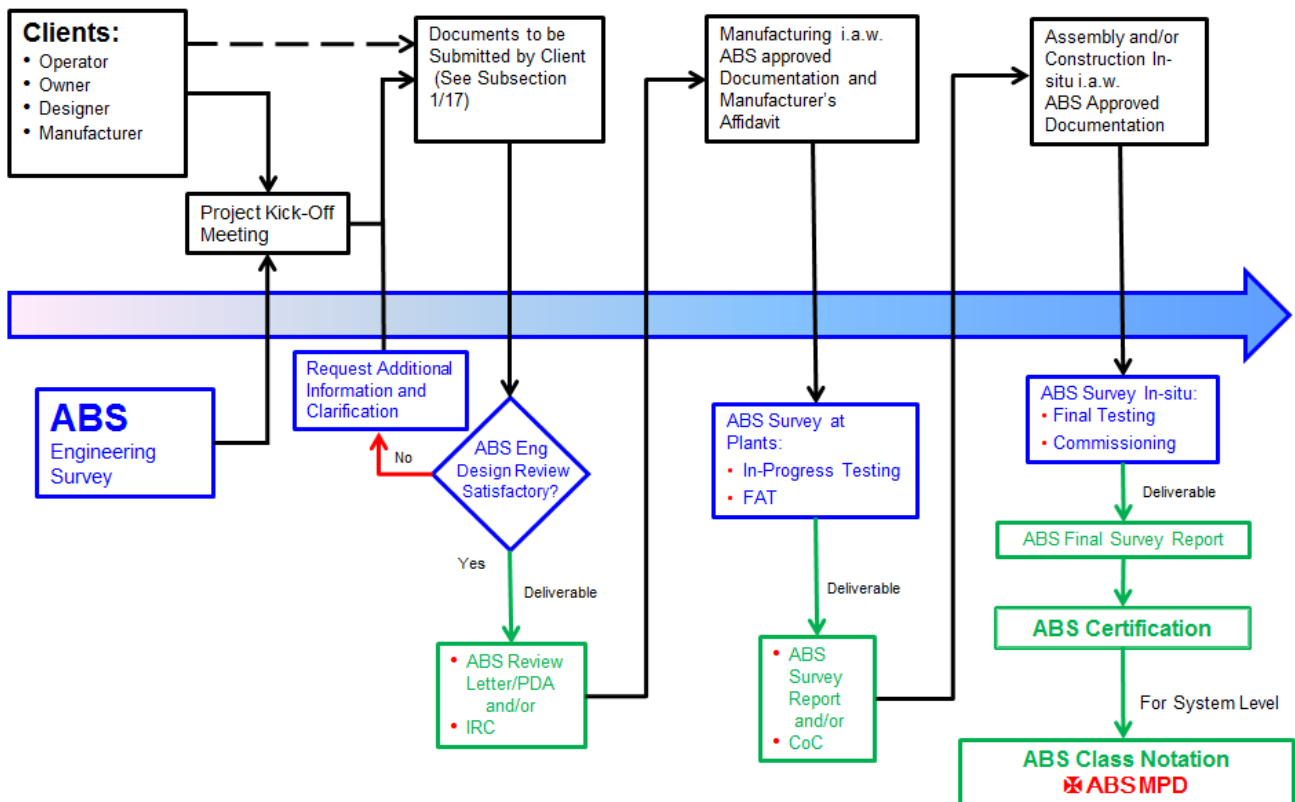 Clients:
• Operator
• Owner
• Designer
• Manufacturer
Documents to be
Submitted by Client
(See Subsection
1/17)
Manufacturing i.a.w.
ABS approved
Documentation and
Manufacturer's
Affidavit
Assembly and/or
Construction In-
situ i.a.w.
ABS Approved
Documentation
Project Kick-Off
Meeting
ABS
Engineering
Survey
Request Additional
Information and
Clarification
No
ABS Eng
Design Review
Satisfactory?
Yes
Deliverable
• ABS Review
Letter/PDA
and/or
• IRC
ABS Survey at
Plants:
• In-Progress Testing
• FAT
Deliverable
• ABS
Survey
Report
and/or
• CoC
ABS Survey In-situ:
• Final Testing
• Commissioning
Deliverable
ABS Final Survey Report
ABS Certification
For System Level
ABS Class Notation
✠ ABS MPD